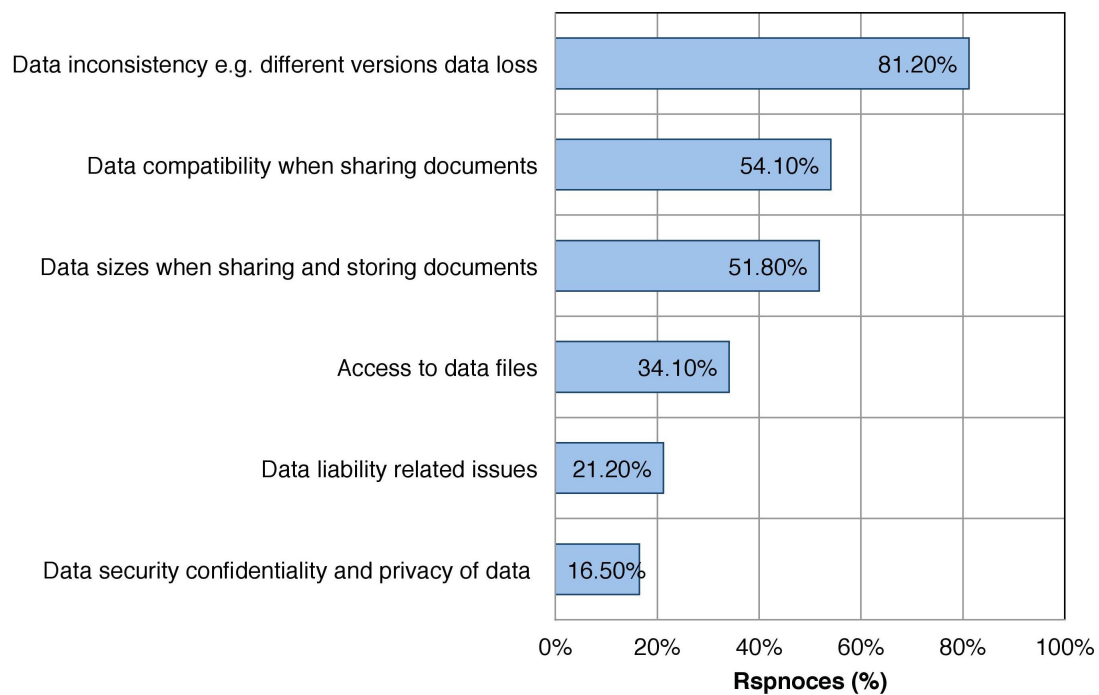 Data inconsistency e.g. different versions data loss
81.20%
Data compatibility when sharing documents
54.10%
Data sizes when sharing and storing documents
51.80%
Access to data files
34.10%
Data liability related issues
21.20%
Data security confidentiality and privacy of data
16.50%
0% 20% 40% 60% 80% 100%
Rspnoces (%)